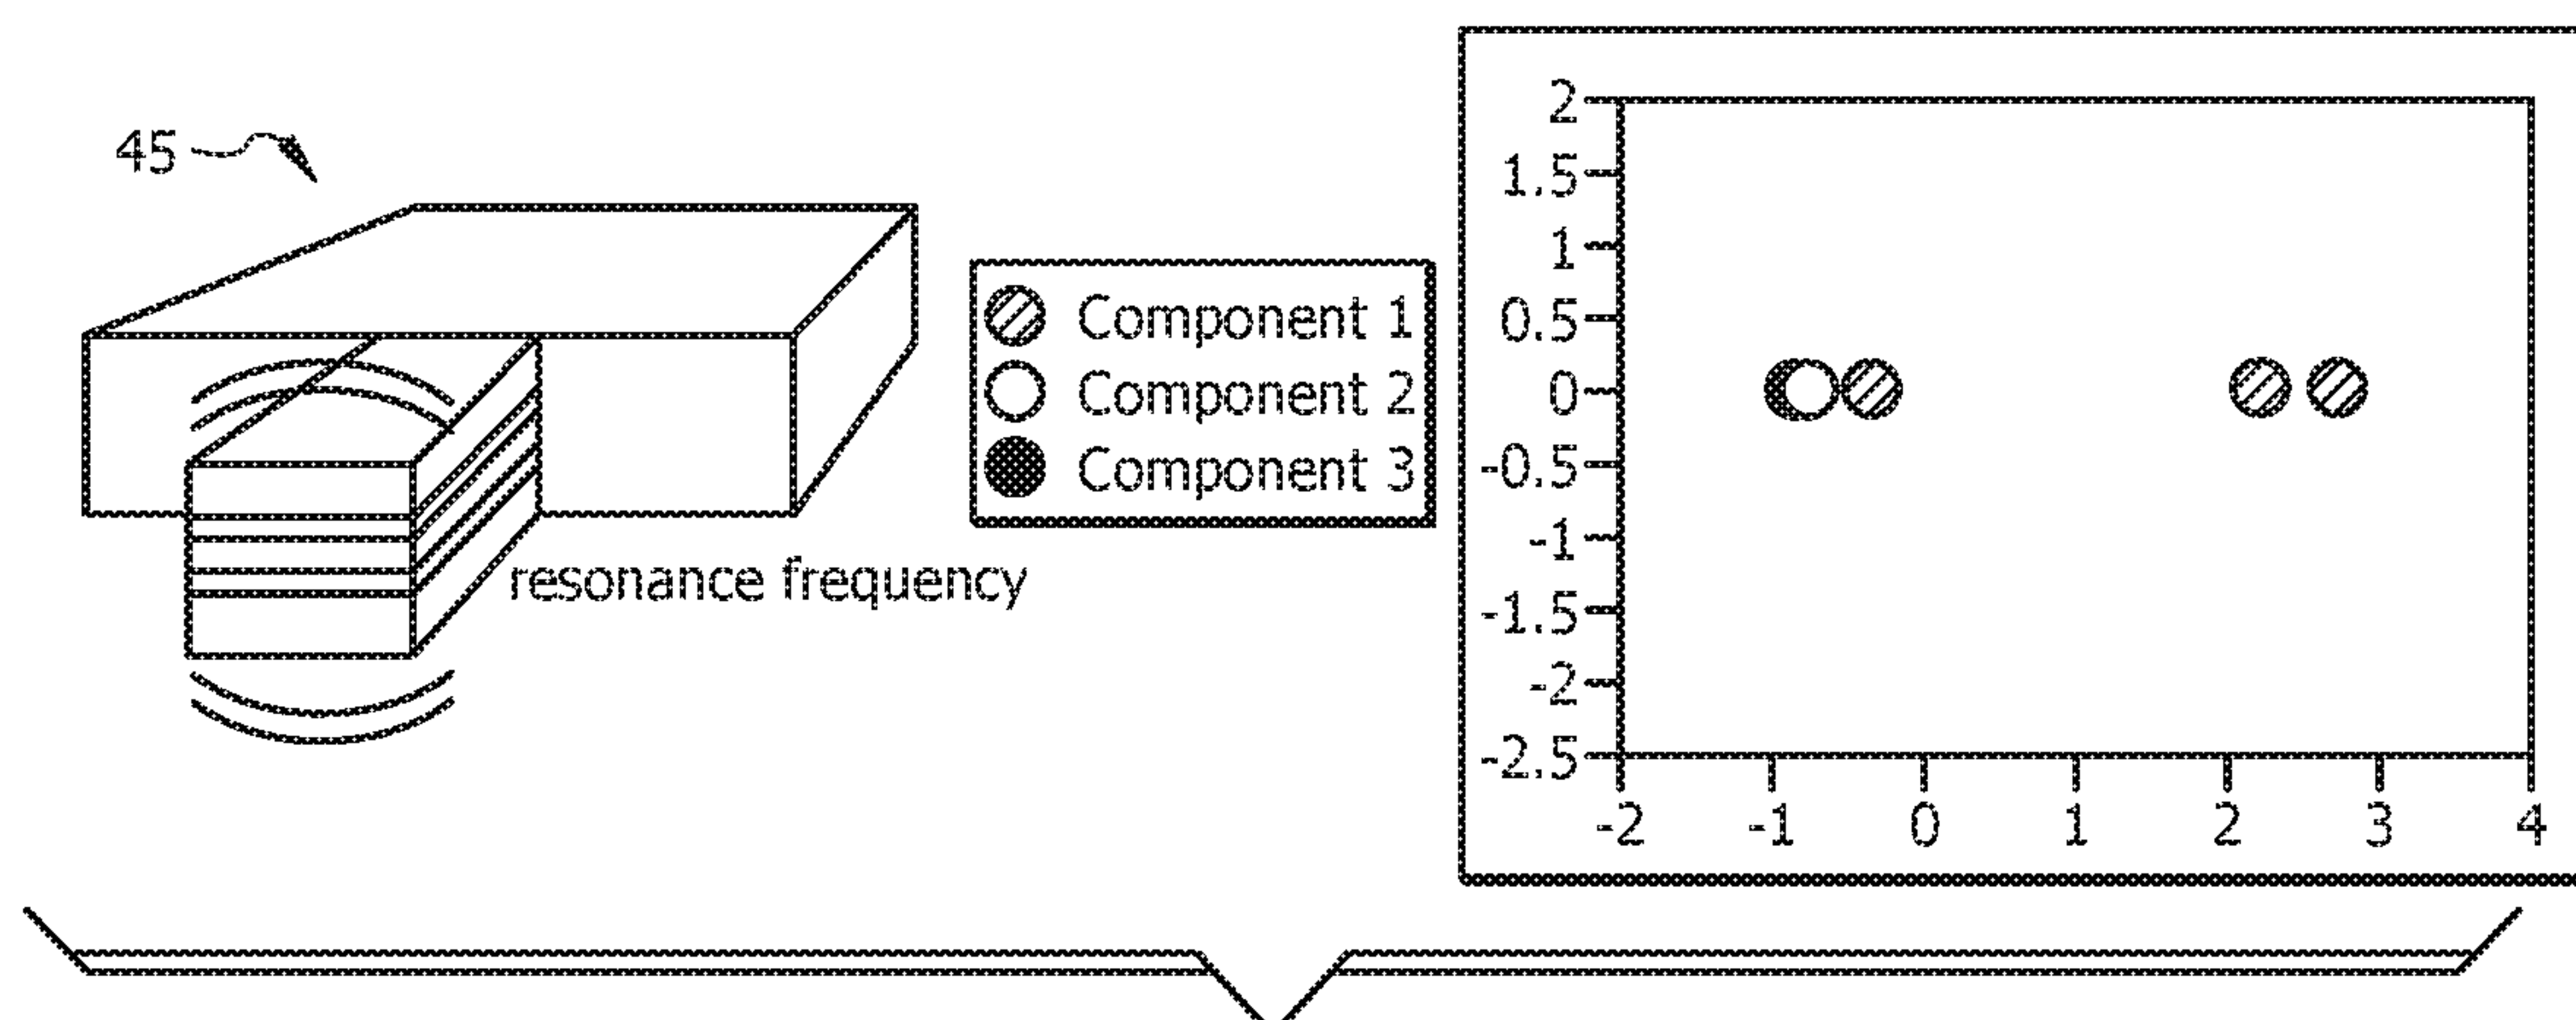 45
resonance frequency
Component 1
Component 2
Component 3
2
1.5
1
0.5
0
-0.5
-1
-1.5
-2
-2.5
-2 -1 0 1 2 3 4